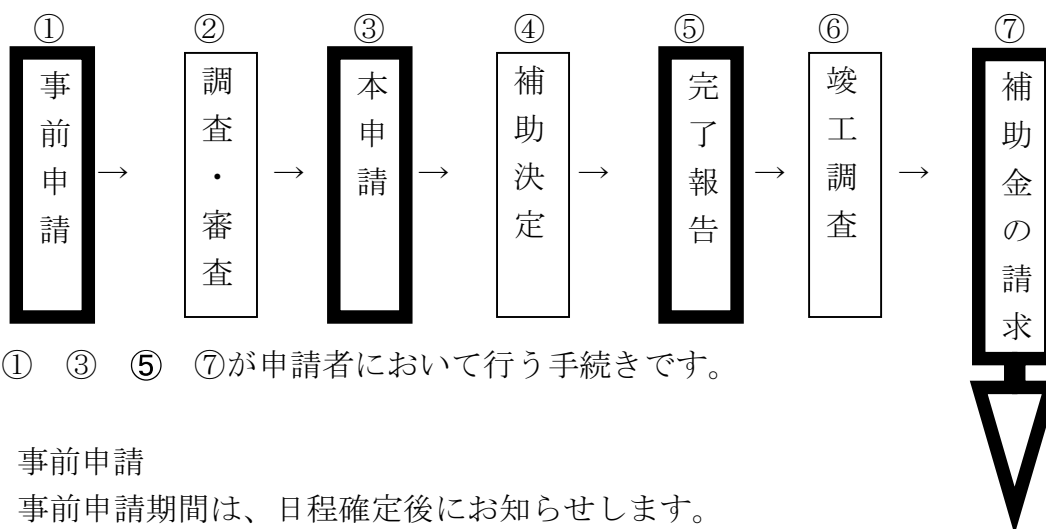 ① ② ③ ④ ⑤ ⑥ ⑦
事前申請
→
調査・審査
→
本申請
→
補助決定
→
完了報告
→
竣工調査
→
補助金の請求
① ③ ⑤ ⑦が申請者において行う手続きです。
事前申請
事前申請期間は、日程確定後にお知らせします。